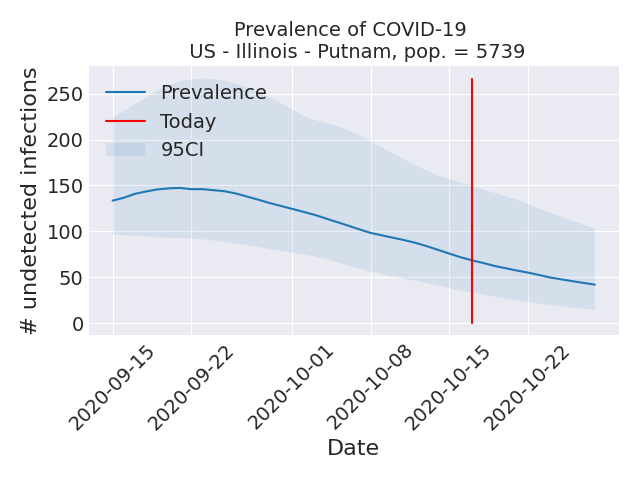 Prevalence of COVID-19
US - Illinois - Putnam, pop. = 5739
# undetected infections
250
200
150
100
50
0
Prevalence
Today
95CI
2020-09-15
2020-09-22
2020-10-01
2020-10-08
2020-10-15
2020-10-22
Date